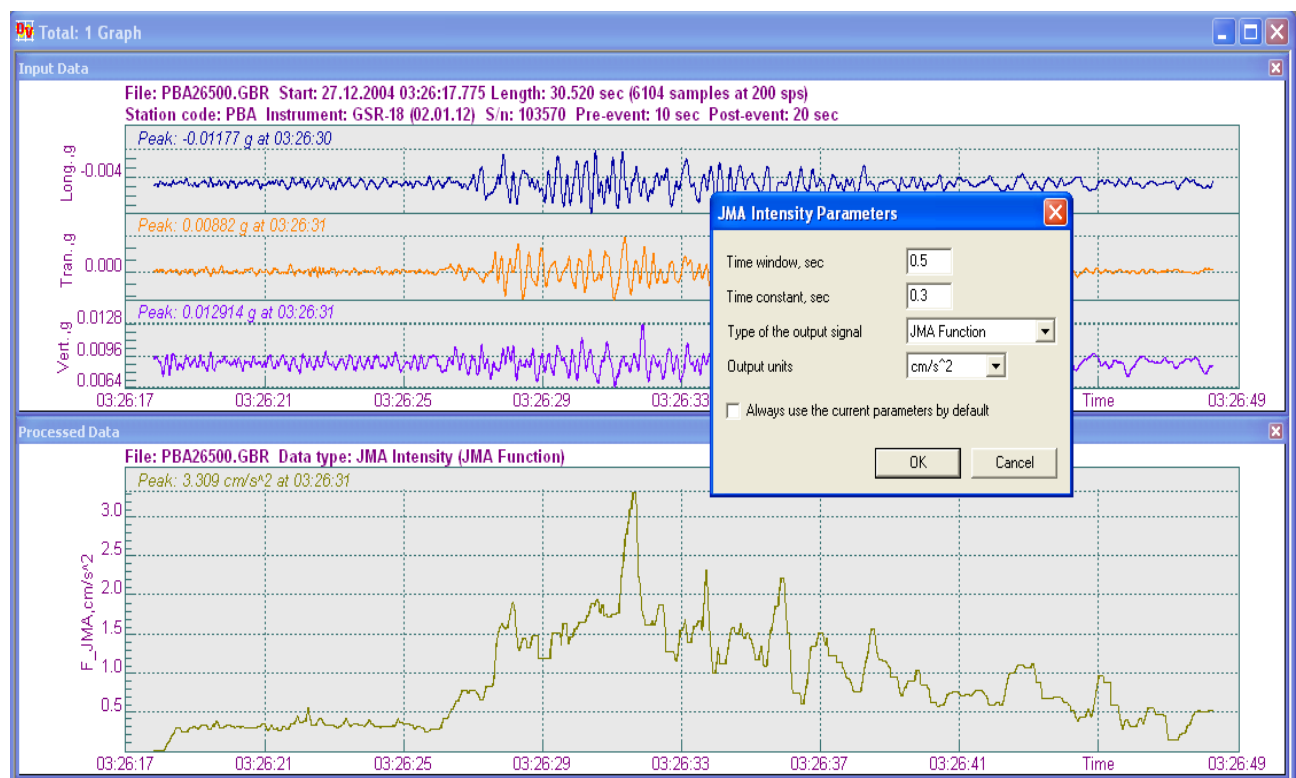 Total: 1 Graph
Input Data
File: PBA26500.GBR Start: 27.12.2004 03:26:17.775 Length: 30.520 sec (6104 samples at 200 sps)
Station code: PBA Instrument: GSR-18 (02.01.12) S/n: 103570 Pre-event: 10 sec Post-event: 20 sec
Peak: -0.01177 g at 03:26:30
Long.,g
-0.004
Peak: 0.00882 g at 03:26:31
Tran.,g
0.000
Peak: 0.012914 g at 03:26:31
Vert.,g
0.0128
0.0096
0.0064
03:26:17 03:26:21 03:26:25 03:26:29 03:26:33 Time 03:26:49
JMA Intensity Parameters
Time window, sec 0.5
Time constant, sec 0.3
Type of the output signal JMA Function
Output units cm/s^2
Always use the current parameters by default
OK Cancel
Processed Data
File: PBA26500.GBR Data type: JMA Intensity (JMA Function)
Peak: 3.309 cm/s^2 at 03:26:31
F_JMA,cm/s^2
3.0
2.5
2.0
1.5
1.0
0.5
03:26:17 03:26:21 03:26:25 03:26:29 03:26:33 03:26:37 03:26:41 Time 03:26:49